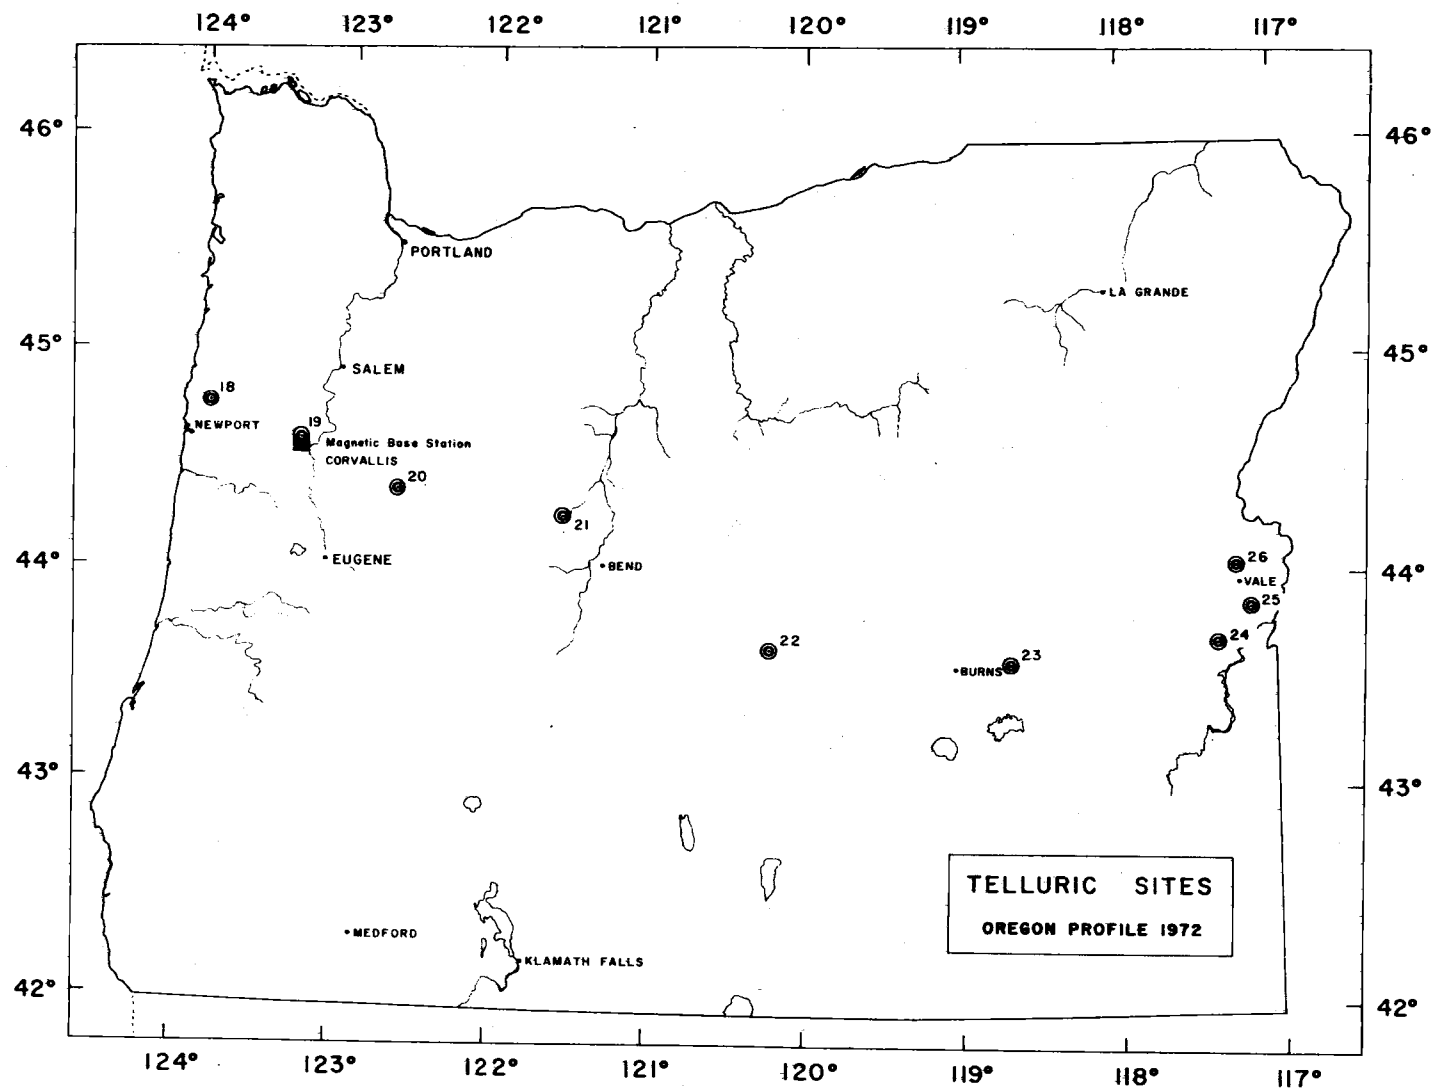 124° 123° 122° 121° 120° 119° 118° 117°
46° 46°
PORTLAND
LA GRANDE
45° 45°
SALEM
18
NEWPORT
19
Magnetic Base Station
CORVALLIS
20
21
44° 44°
EUGENE
BEND
26
VALE
25
24
22
23
BURNS
43° 43°
TELLURIC SITES
OREGON PROFILE 1972
MEDFORD
KLAMATH FALLS
42° 42°
124° 123° 122° 121° 120° 119° 118° 117°